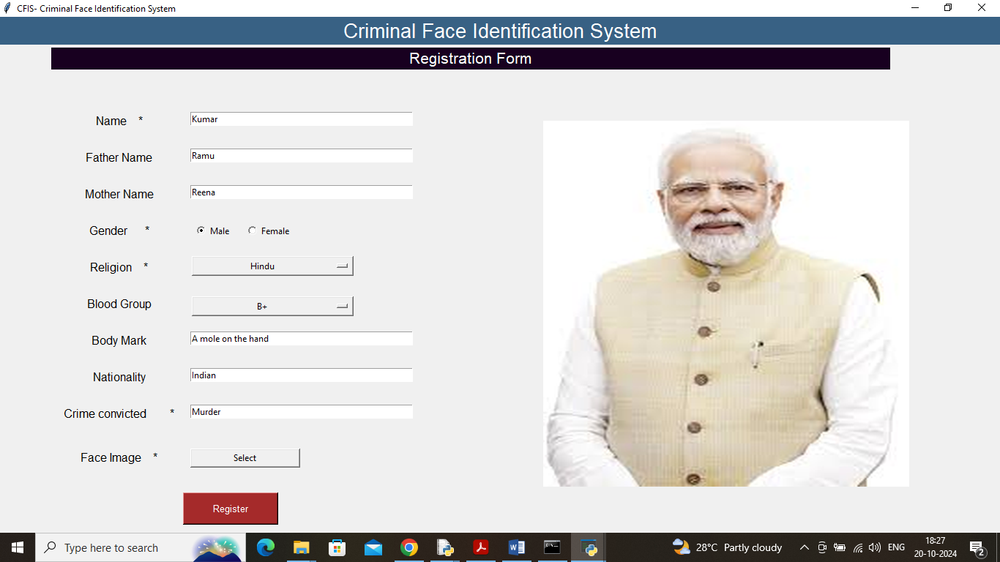 CFIS- Criminal Face Identification System
Criminal Face Identification System
Registration Form
Name *
Kumar
Father Name
Ramu
Mother Name
Reena
Gender *
Male Female
Religion *
Hindu
Blood Group
B+
Body Mark
A mole on the hand
Nationality
Indian
Crime convicted *
Murder
Face Image *
Select
Register
Type here to search
28°C Partly cloudy
ENG
18:27
20-10-2024
2